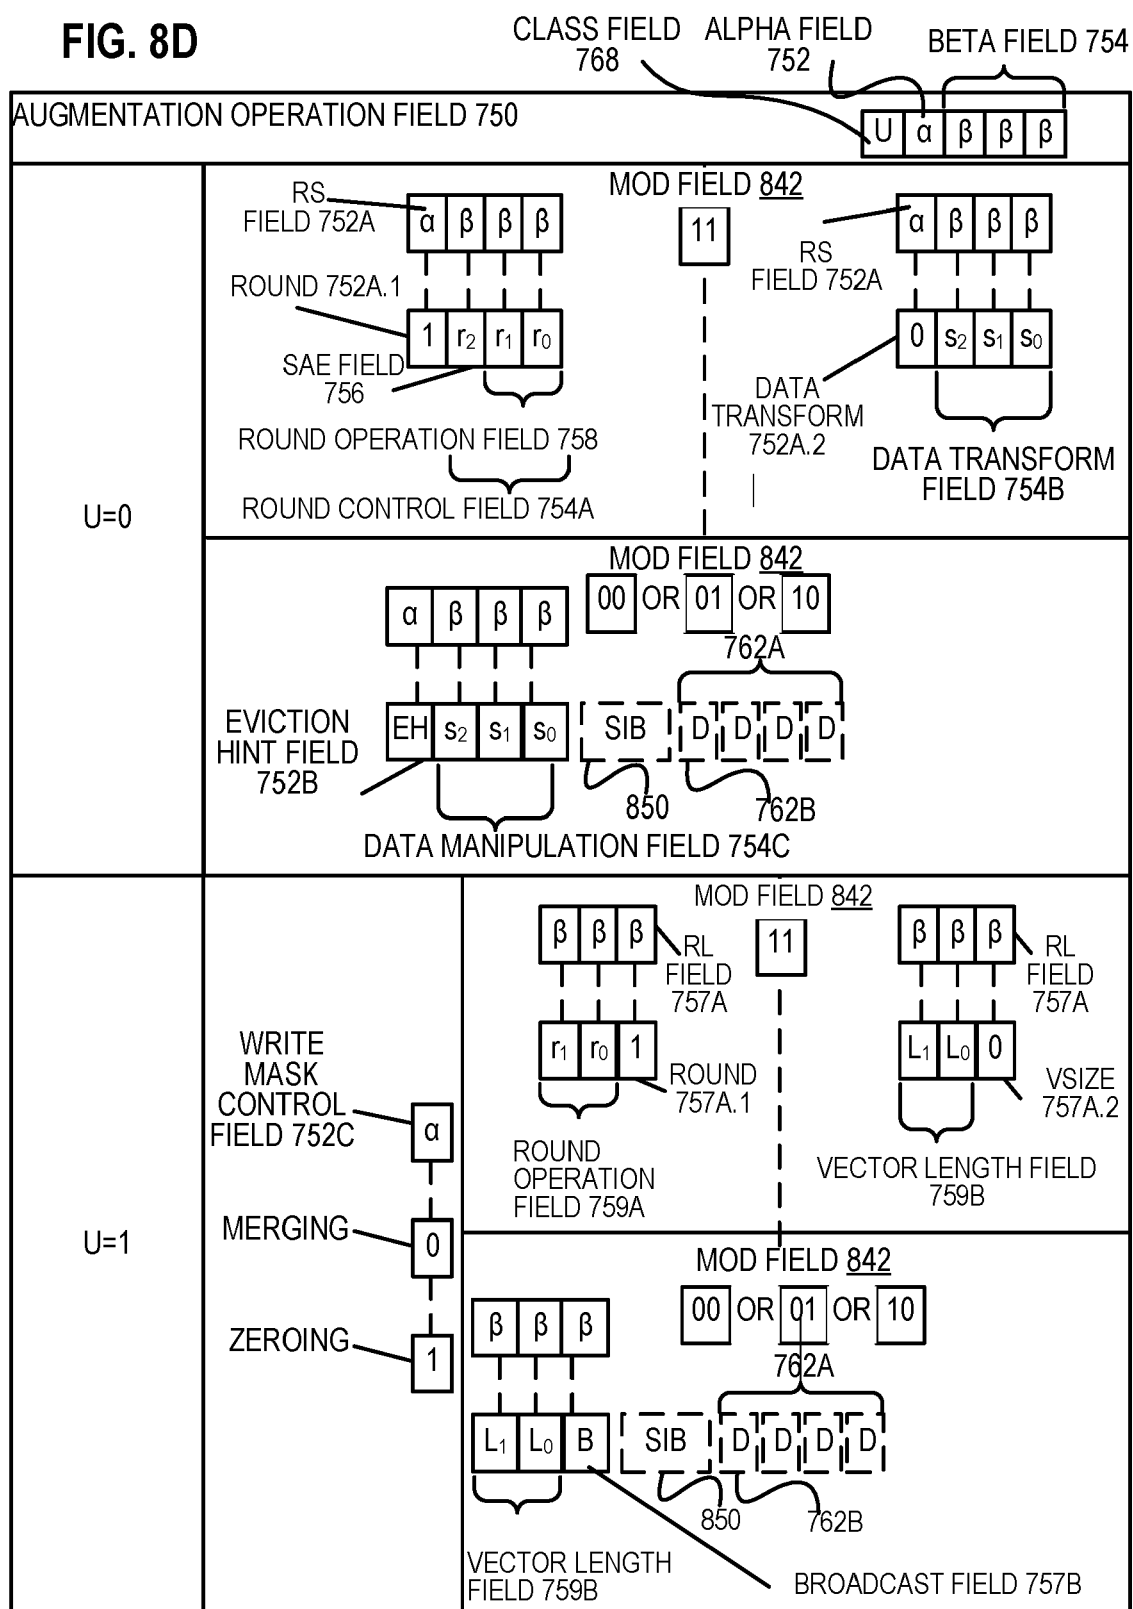 FIG. 8D
CLASS FIELD
768
ALPHA FIELD
752
BETA FIELD 754
AUGMENTATION OPERATION FIELD 750
U α β β β
U=0
MOD FIELD 842
11
RS
FIELD 752A
α β β β
ROUND 752A.1
1 r₂ r₁ r₀
SAE FIELD
756
ROUND OPERATION FIELD 758
ROUND CONTROL FIELD 754A
α β β β
RS
FIELD 752A
0 s₂ s₁ s₀
DATA
TRANSFORM
752A.2
DATA TRANSFORM
FIELD 754B
MOD FIELD 842
00 OR 01 OR 10
α β β β
762A
EVICTION
HINT FIELD
752B
EH s₂ s₁ s₀ SIB D D D D
850
762B
DATA MANIPULATION FIELD 754C
U=1
WRITE
MASK
CONTROL
FIELD 752C
α
MERGING
0
ZEROING
1
MOD FIELD 842
11
β β β
RL
FIELD
757A
r₁ r₀ 1
ROUND
757A.1
ROUND
OPERATION
FIELD 759A
β β β
RL
FIELD
757A
L₁ L₀ 0
VSIZE
757A.2
VECTOR LENGTH FIELD
759B
MOD FIELD 842
00 OR 01 OR 10
β β β
762A
L₁ L₀ B SIB D D D D
850
762B
VECTOR LENGTH
FIELD 759B
BROADCAST FIELD 757B